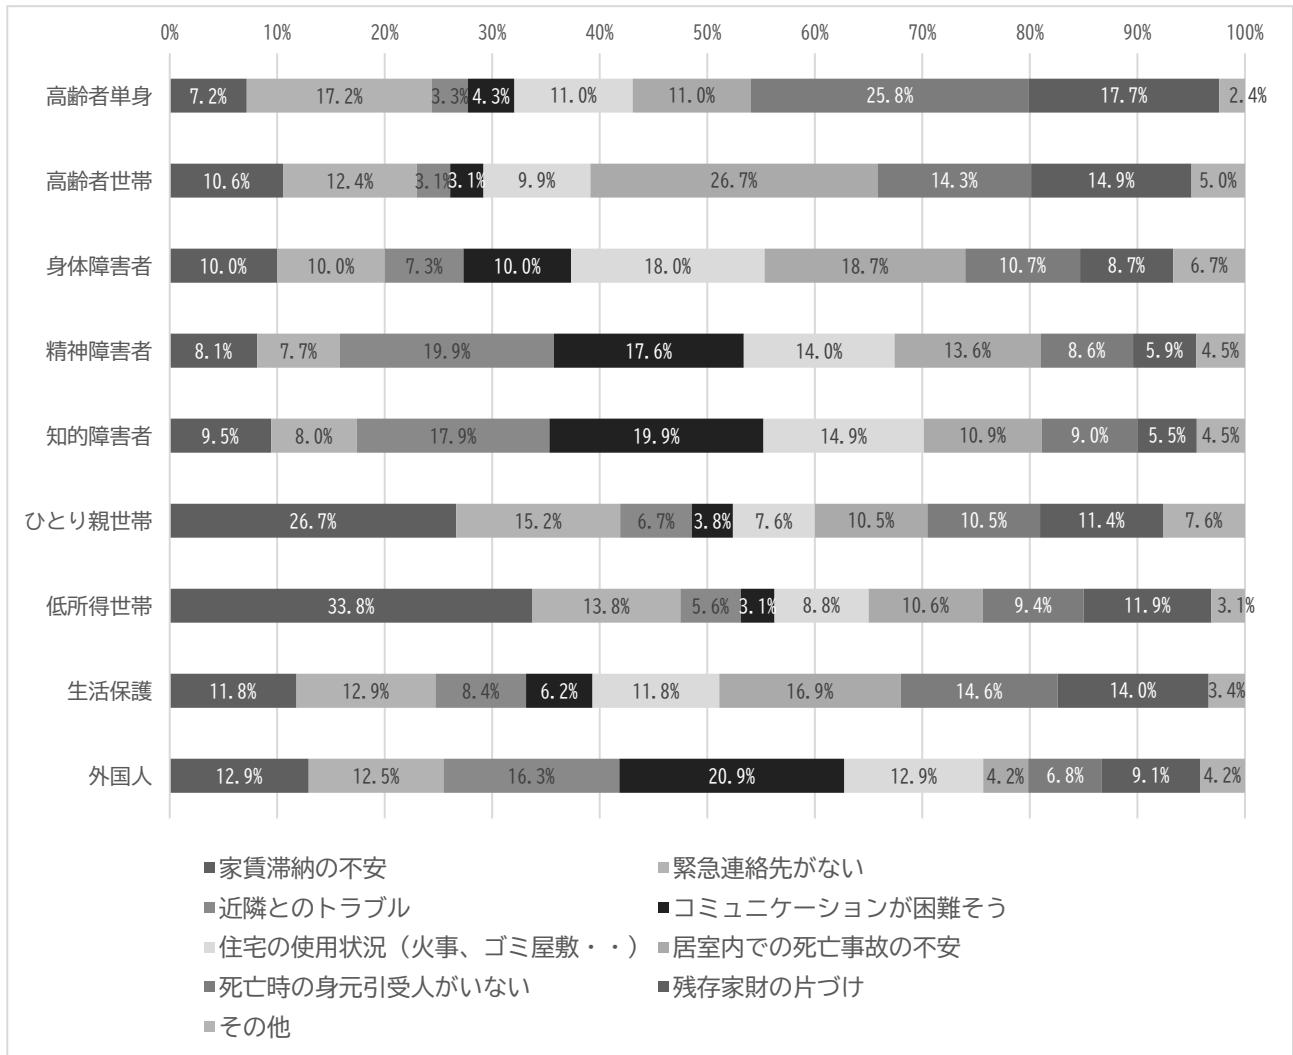 0% 10% 20% 30% 40% 50% 60% 70% 80% 90% 100%
高齢者単身 7.2% 17.2% 3.3% 4.3% 11.0% 11.0% 25.8% 17.7% 2.4%
高齢者世帯 10.6% 12.4% 3.1% 3.1% 9.9% 26.7% 14.3% 14.9% 5.0%
身体障害者 10.0% 10.0% 7.3% 10.0% 18.0% 18.7% 10.7% 8.7% 6.7%
精神障害者 8.1% 7.7% 19.9% 17.6% 14.0% 13.6% 8.6% 5.9% 4.5%
知的障害者 9.5% 8.0% 17.9% 19.9% 14.9% 10.9% 9.0% 5.5% 4.5%
ひとり親世帯 26.7% 15.2% 6.7% 3.8% 7.6% 10.5% 10.5% 11.4% 7.6%
低所得世帯 33.8% 13.8% 5.6% 3.1% 8.8% 10.6% 9.4% 11.9% 3.1%
生活保護 11.8% 12.9% 8.4% 6.2% 11.8% 16.9% 14.6% 14.0% 3.4%
外国人 12.9% 12.5% 16.3% 20.9% 12.9% 4.2% 6.8% 9.1% 4.2%
家賃滞納の不安 緊急連絡先がない
近隣とのトラブル コミュニケーションが困難そう
住宅の使用状況（火事、ゴミ屋敷・・） 居室内での死亡事故の不安
死亡時の身元引受人がいない 残存家財の片づけ
その他